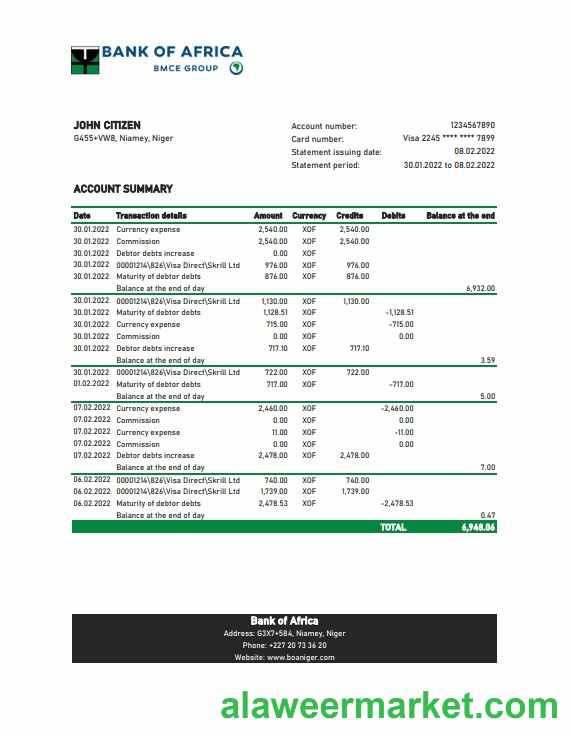 BANK OF AFRICA
BMCE GROUP
JOHN CITIZEN
G455+VW8, Niamey, Niger
Account number: 1234567890
Card number: Visa 2245 **** **** 7899
Statement issuing date: 08.02.2022
Statement period: 30.01.2022 to 08.02.2022
ACCOUNT SUMMARY
Date Transaction details Amount Currency Credits Debits Balance at the end
30.01.2022 Currency expense 2,540.00 XOF 2,540.00
30.01.2022 Commission 2,540.00 XOF 2,540.00
30.01.2022 Debtor debts increase 0.00 XOF
30.01.2022 00001214\826\Visa Direct\Skrill Ltd 976.00 XOF 976.00
30.01.2022 Maturity of debtor debts 876.00 XOF 876.00
Balance at the end of day 6,932.00
30.01.2022 00001214\826\Visa Direct\Skrill Ltd 1,130.00 XOF 1,130.00
30.01.2022 Maturity of debtor debts 1,128.51 XOF -1,128.51
30.01.2022 Currency expense 715.00 XOF -715.00
30.01.2022 Commission 0.00 XOF 0.00
30.01.2022 Debtor debts increase 717.10 XOF 717.10
Balance at the end of day 3.59
30.01.2022 00001214\826\Visa Direct\Skrill Ltd 722.00 XOF 722.00
01.02.2022 Maturity of debtor debts 717.00 XOF -717.00
Balance at the end of day 5.00
07.02.2022 Currency expense 2,460.00 XOF -2,460.00
07.02.2022 Commission 0.00 XOF 0.00
07.02.2022 Currency expense 11.00 XOF -11.00
07.02.2022 Commission 0.00 XOF 0.00
07.02.2022 Debtor debts increase 2,478.00 XOF 2,478.00
Balance at the end of day 7.00
06.02.2022 00001214\826\Visa Direct\Skrill Ltd 740.00 XOF 740.00
06.02.2022 00001214\826\Visa Direct\Skrill Ltd 1,739.00 XOF 1,739.00
06.02.2022 Maturity of debtor debts 2,478.53 XOF -2,478.53
Balance at the end of day 0.47
TOTAL 6,948.06
Bank of Africa
Address: G3X7+584, Niamey, Niger
Phone: +227 20 73 36 20
Website: www.boaniger.com
alaweermarket.com